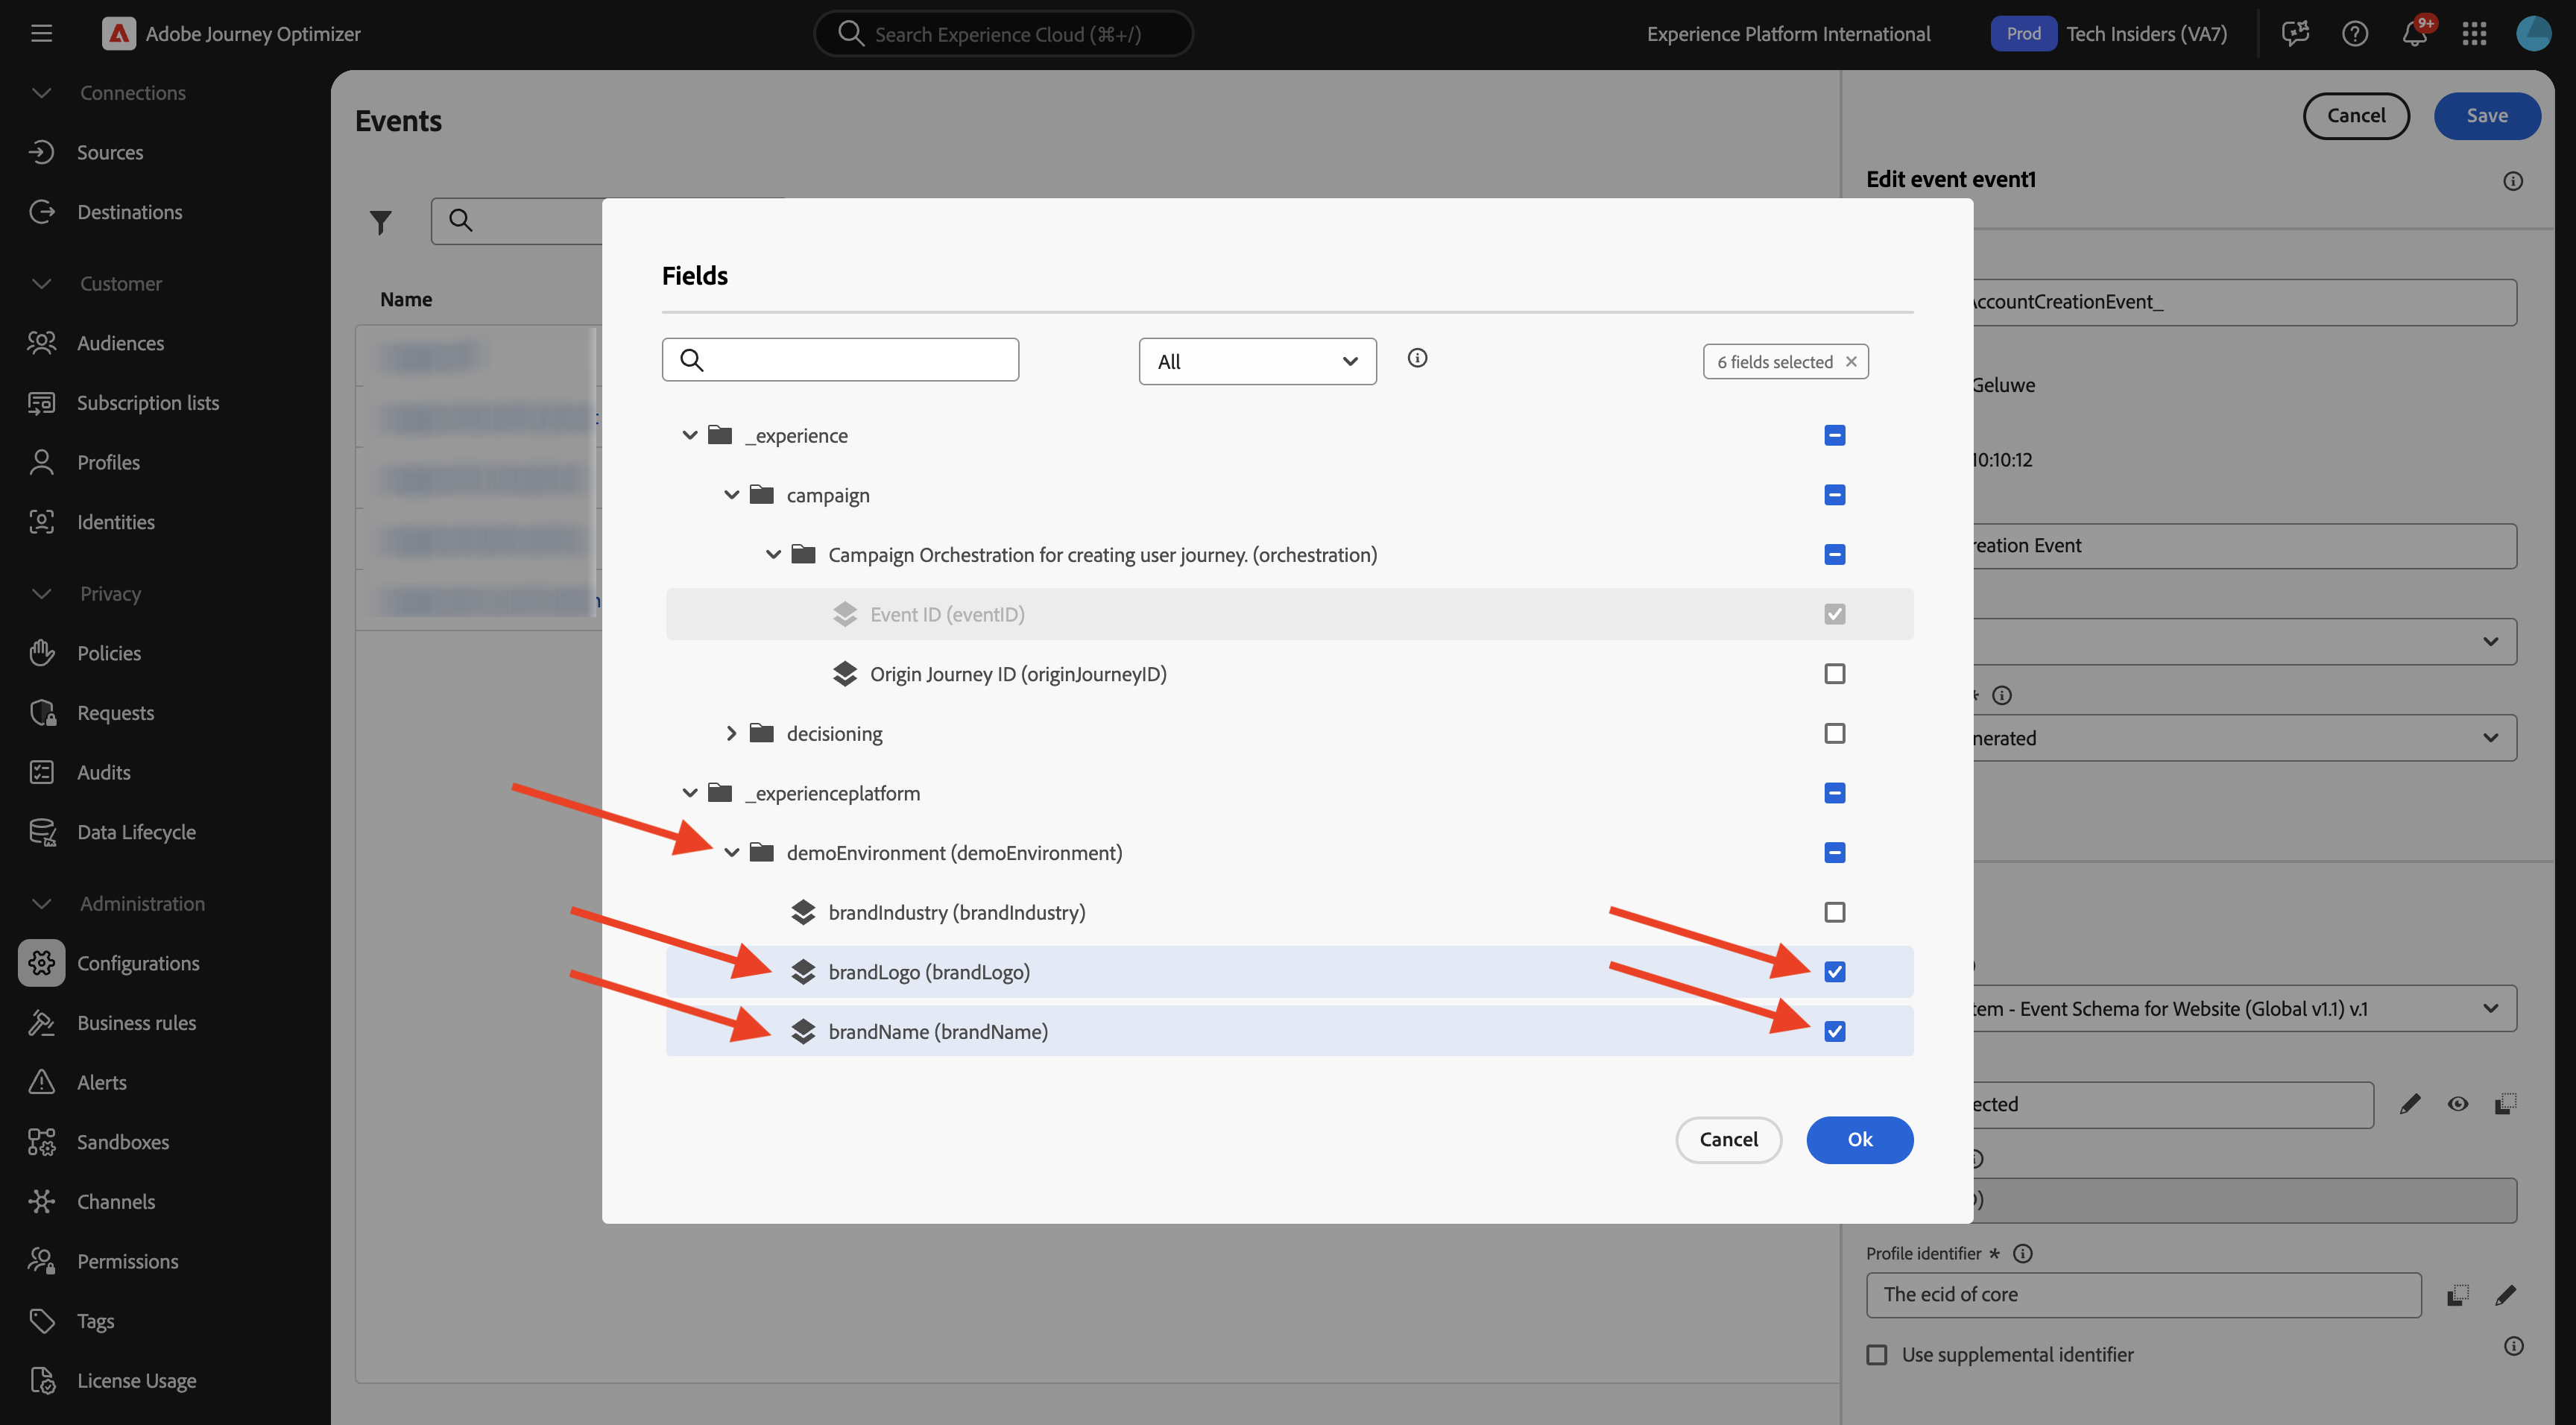 Adobe Journey Optimizer
Search Experience Cloud (⌘+/)
Experience Platform International
Prod
Tech Insiders (VA7)
9+
Connections
Sources
Destinations
Customer
Audiences
Subscription lists
Profiles
Identities
Privacy
Policies
Requests
Audits
Data Lifecycle
Administration
Configurations
Business rules
Alerts
Sandboxes
Channels
Permissions
Tags
License Usage
Events
Name
Cancel
Save
Edit event event1
AccountCreationEvent_
Geluwe
10:10:12
reation Event
*
nerated
tem - Event Schema for Website (Global v1.1) v.1
ected
)
Profile identifier *
The ecid of core
Use supplemental identifier
Fields
All
6 fields selected
_experience
campaign
Campaign Orchestration for creating user journey. (orchestration)
Event ID (eventID)
Origin Journey ID (originJourneyID)
decisioning
_experienceplatform
demoEnvironment (demoEnvironment)
brandIndustry (brandIndustry)
brandLogo (brandLogo)
brandName (brandName)
Cancel
Ok